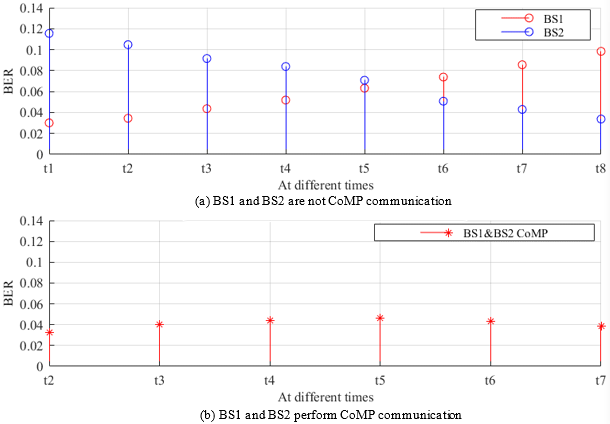 0.14
0.12
0.1
0.08
0.06
0.04
0.02
0
BER
BS1
BS2
t1 t2 t3 t4 t5 t6 t7 t8
At different times
(a) BS1 and BS2 are not CoMP communication
0.14
0.12
0.1
0.08
0.06
0.04
0.02
0
BER
BS1&BS2 CoMP
t2 t3 t4 t5 t6 t7
At different times
(b) BS1 and BS2 perform CoMP communication